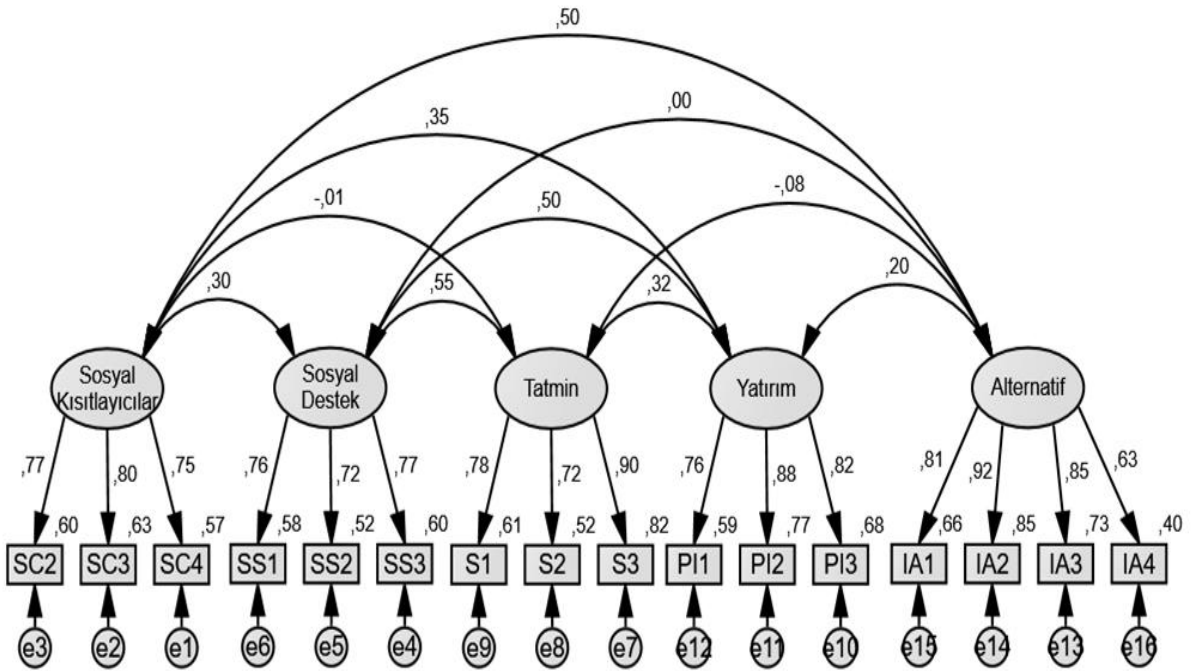 ,50
,35
,00
-,01
,50
-,08
,30
,55
,32
,20
Sosyal
Kısıtlayıcılar
Sosyal
Destek
Tatmin
Yatırım
Alternatif
,77
,80
,75
,76
,72
,77
,78
,72
,90
,76
,88
,82
,81
,92
,85
,63
,60
,63
,57
,58
,52
,60
,61
,52
,82
,59
,77
,68
,66
,85
,73
,40
SC2
SC3
SC4
SS1
SS2
SS3
S1
S2
S3
PI1
PI2
PI3
IA1
IA2
IA3
IA4
e3
e2
e1
e6
e5
e4
e9
e8
e7
e12
e11
e10
e15
e14
e13
e16